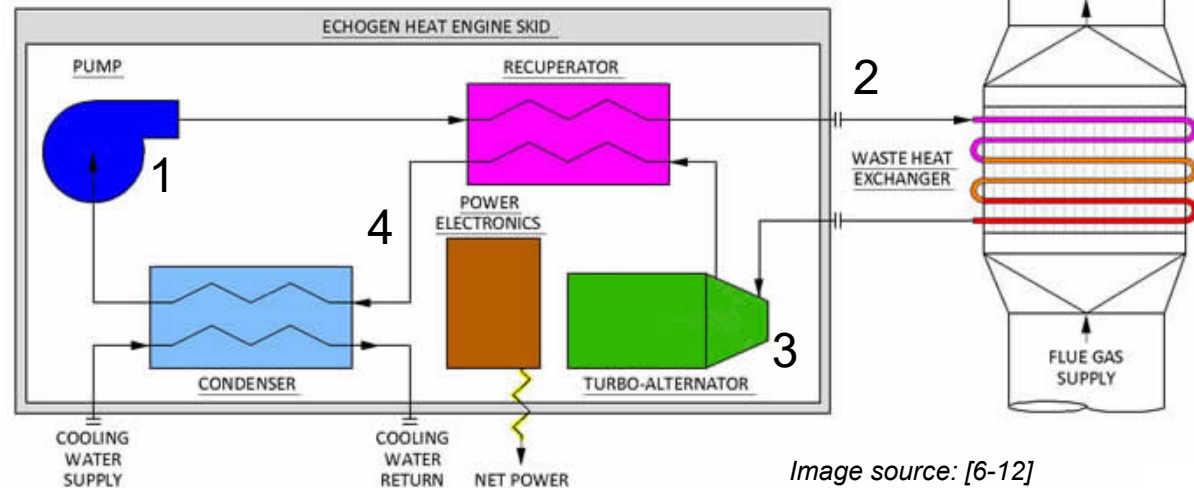 ECHOGEN HEAT ENGINE SKID
PUMP
RECUPERATOR
2
1
WASTE HEAT
EXCHANGER
POWER
ELECTRONICS
4
3
CONDENSER
TURBO-ALTERNATOR
FLUE GAS
SUPPLY
COOLING
WATER
SUPPLY
COOLING
WATER
RETURN
NET POWER
Image source: [6-12]